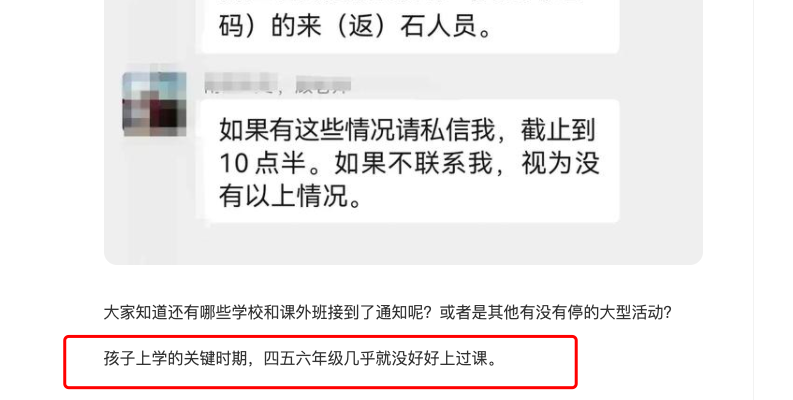 码）的来（返）石人员。
如果有这些情况请私信我，截止到
10点半。如果不联系我，视为没
有以上情况。
大家知道还有哪些学校和课外班接到了通知呢？或者是其他有没有停的大型活动？
孩子上学的关键时期，四五六年级几乎就没好好上过课。